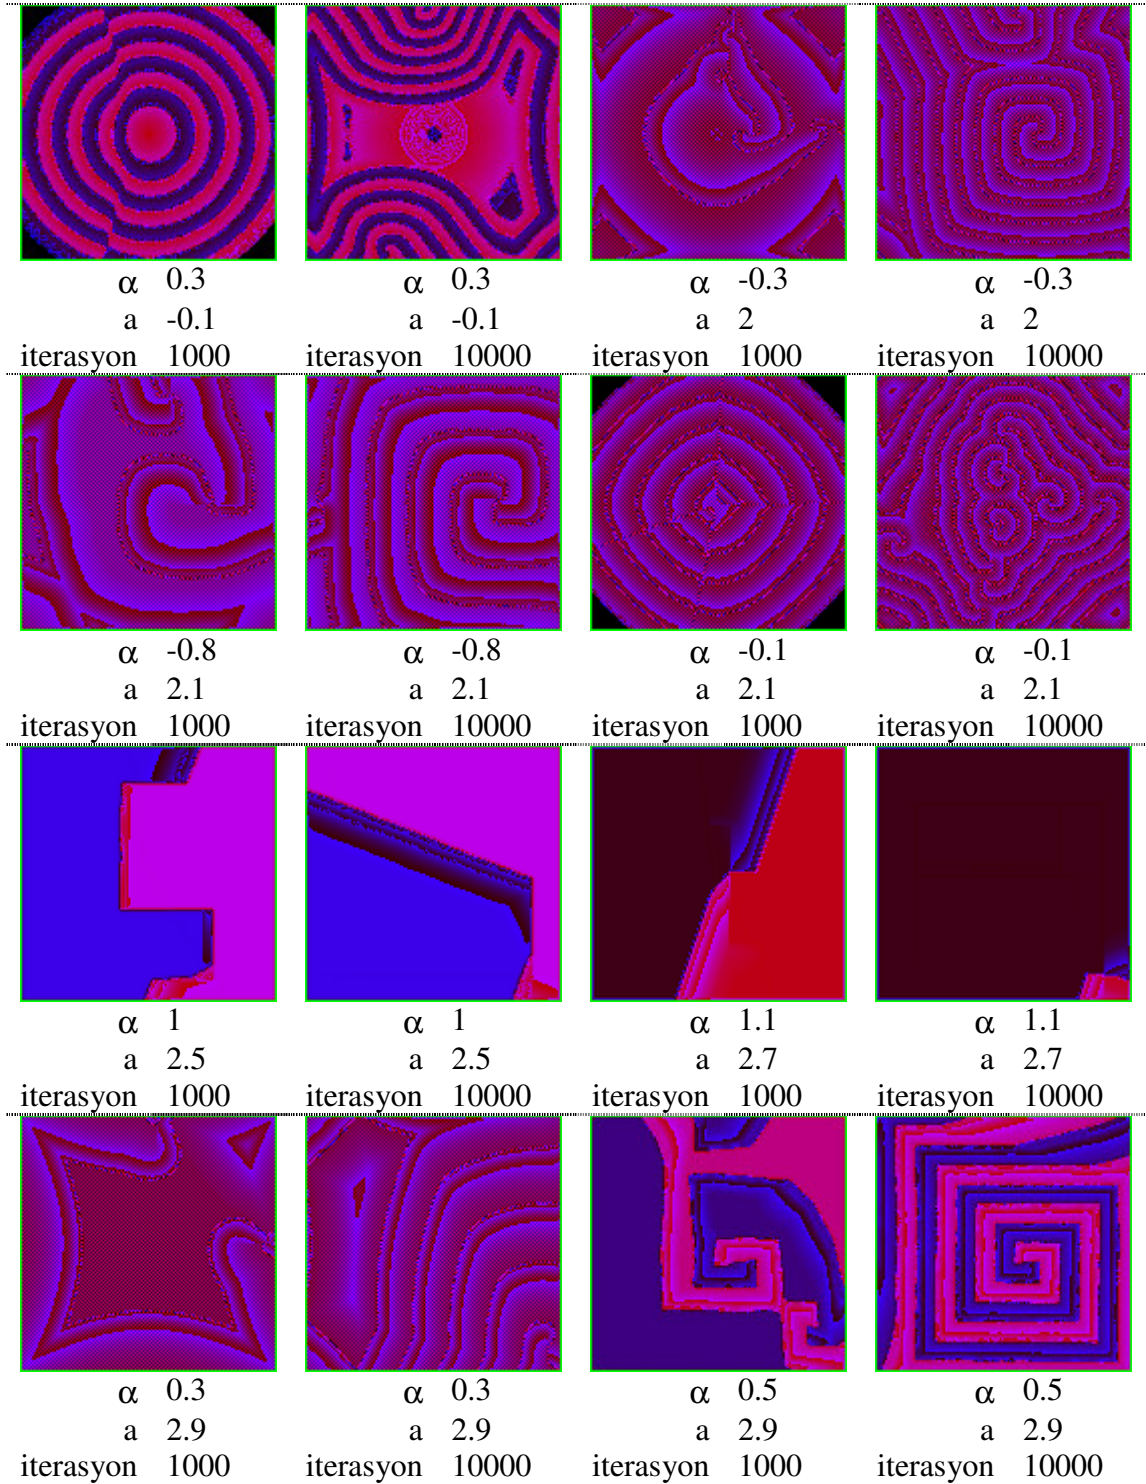 α 0.3 α 0.3 α -0.3 α -0.3
a -0.1 a -0.1 a 2 a 2
iterasyon 1000 iterasyon 10000 iterasyon 1000 iterasyon 10000
α -0.8 α -0.8 α -0.1 α -0.1
a 2.1 a 2.1 a 2.1 a 2.1
iterasyon 1000 iterasyon 10000 iterasyon 1000 iterasyon 10000
α 1 α 1 α 1.1 α 1.1
a 2.5 a 2.5 a 2.7 a 2.7
iterasyon 1000 iterasyon 10000 iterasyon 1000 iterasyon 10000
α 0.3 α 0.3 α 0.5 α 0.5
a 2.9 a 2.9 a 2.9 a 2.9
iterasyon 1000 iterasyon 10000 iterasyon 1000 iterasyon 10000